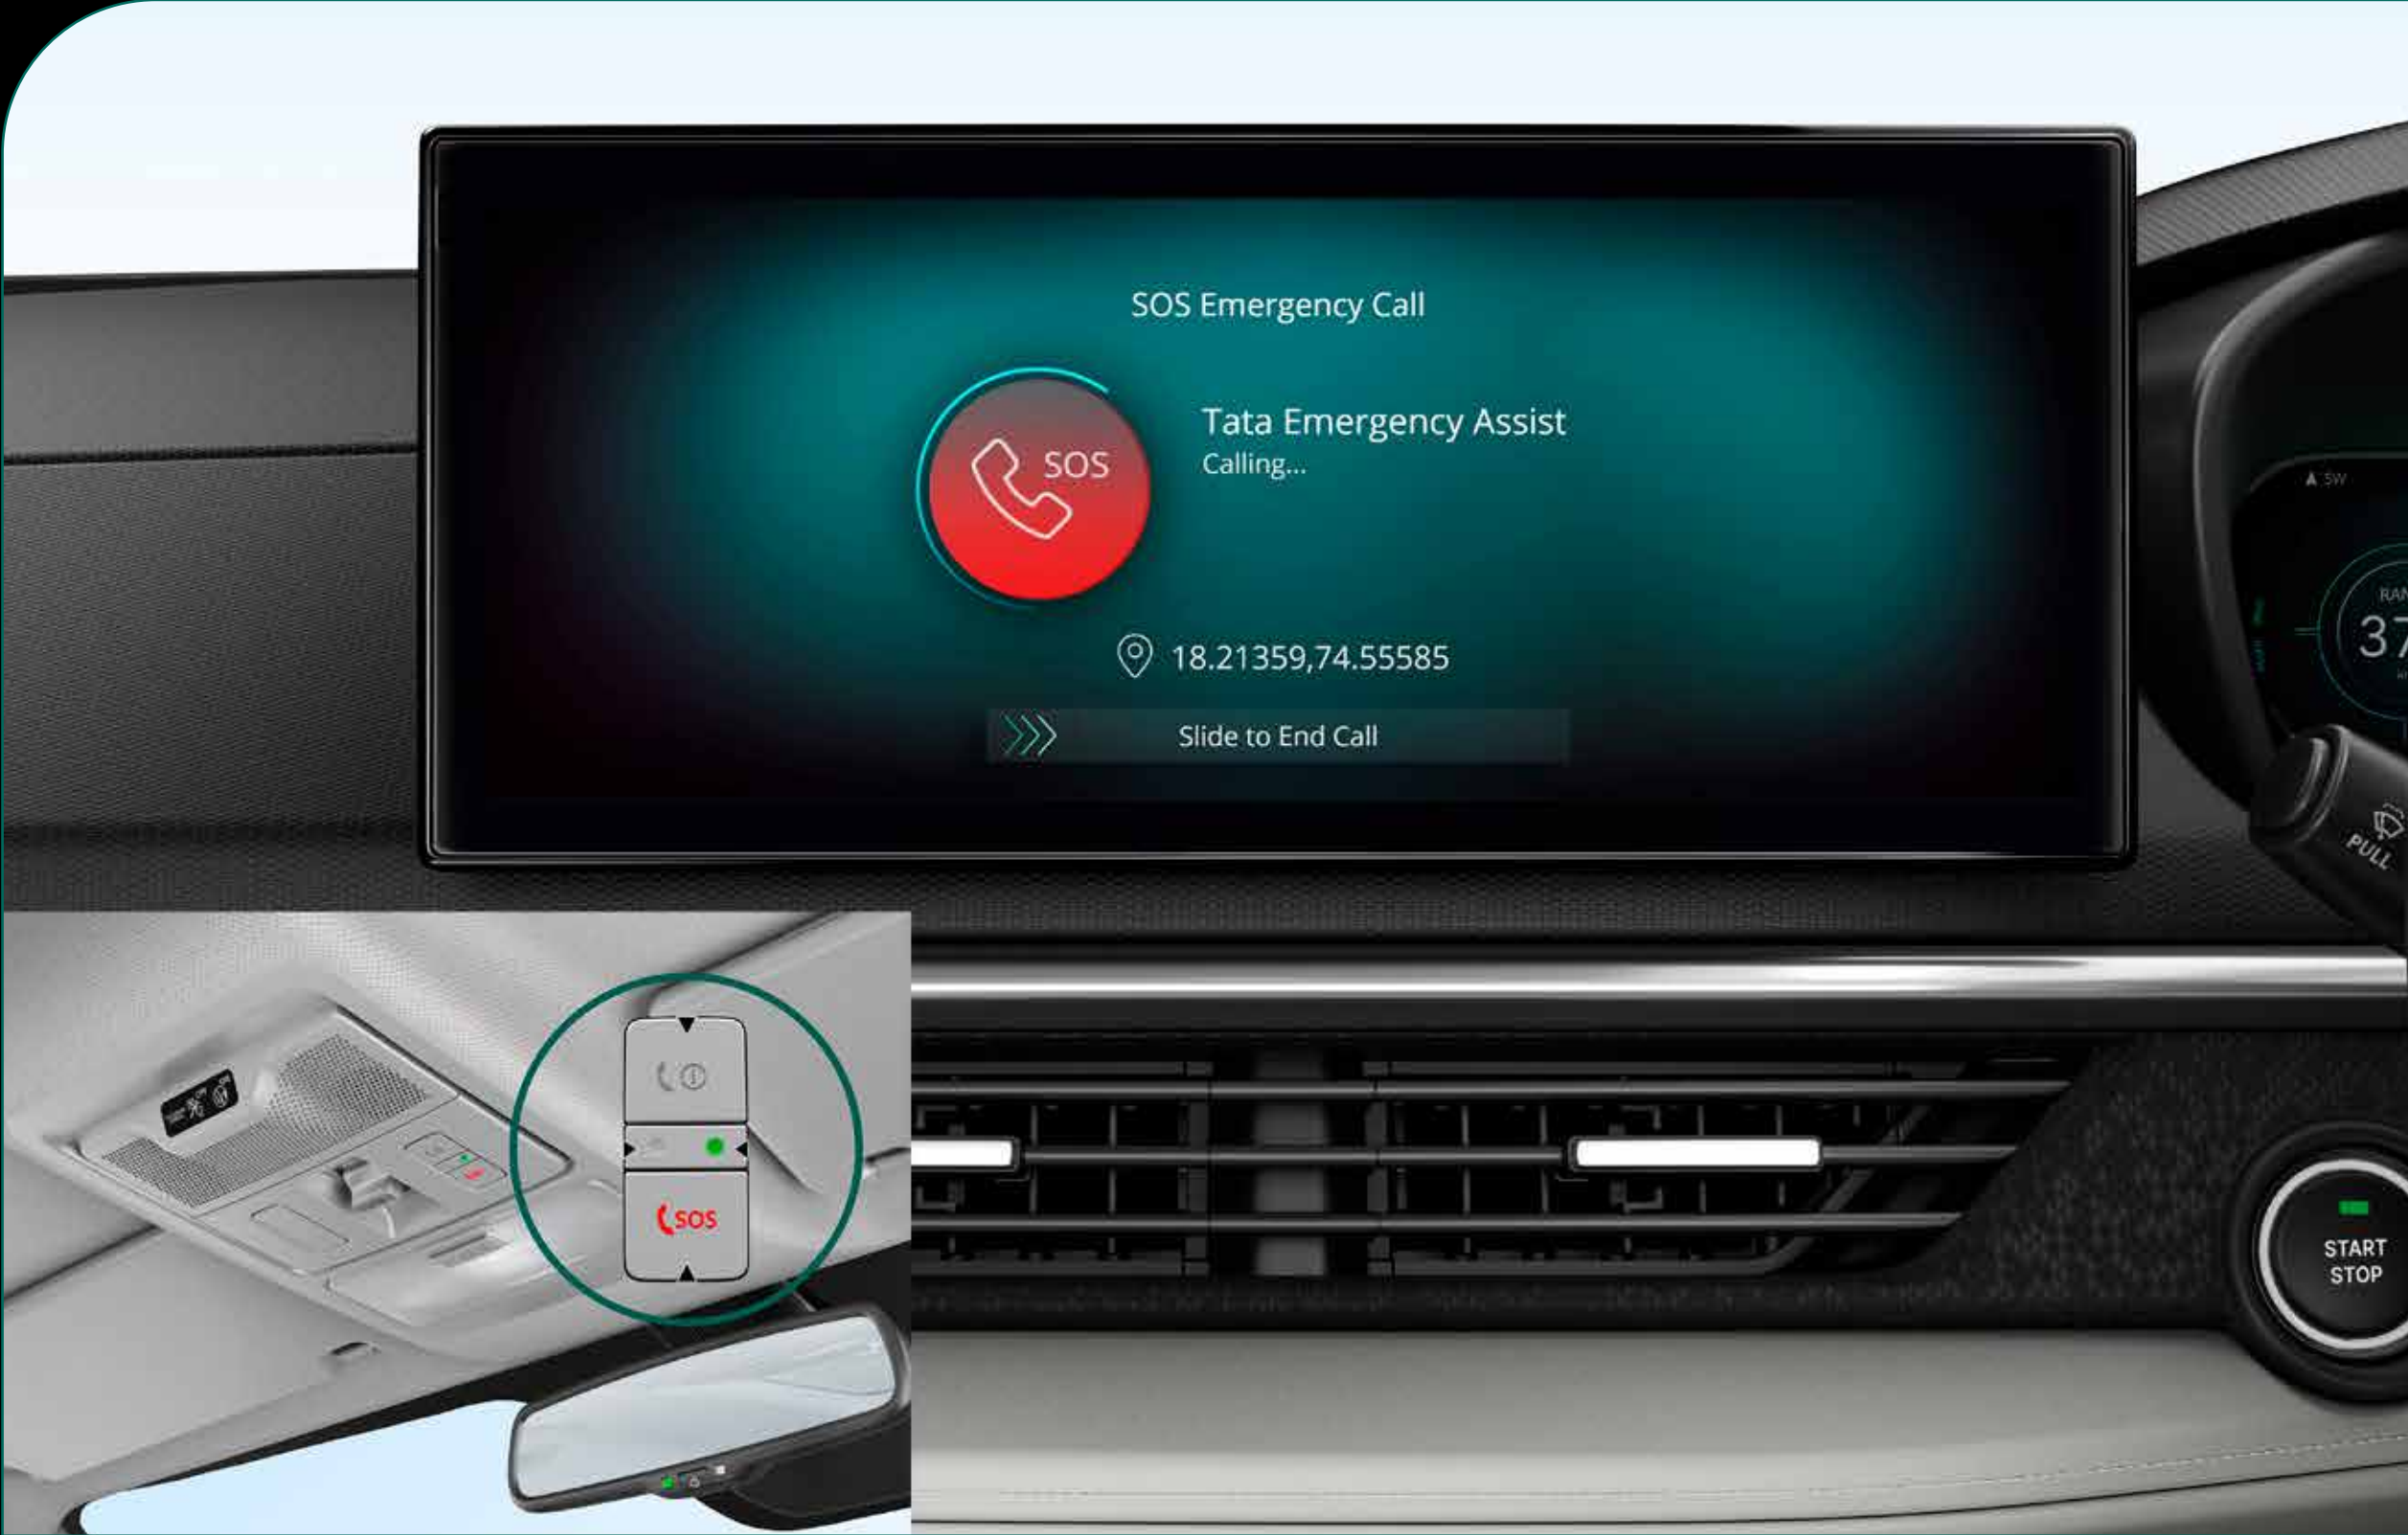 SOS Emergency Call
SOS
Tata Emergency Assist
Calling...
18.21359,74.55585
Slide to End Call
SW
PULL
SOS
START
STOP